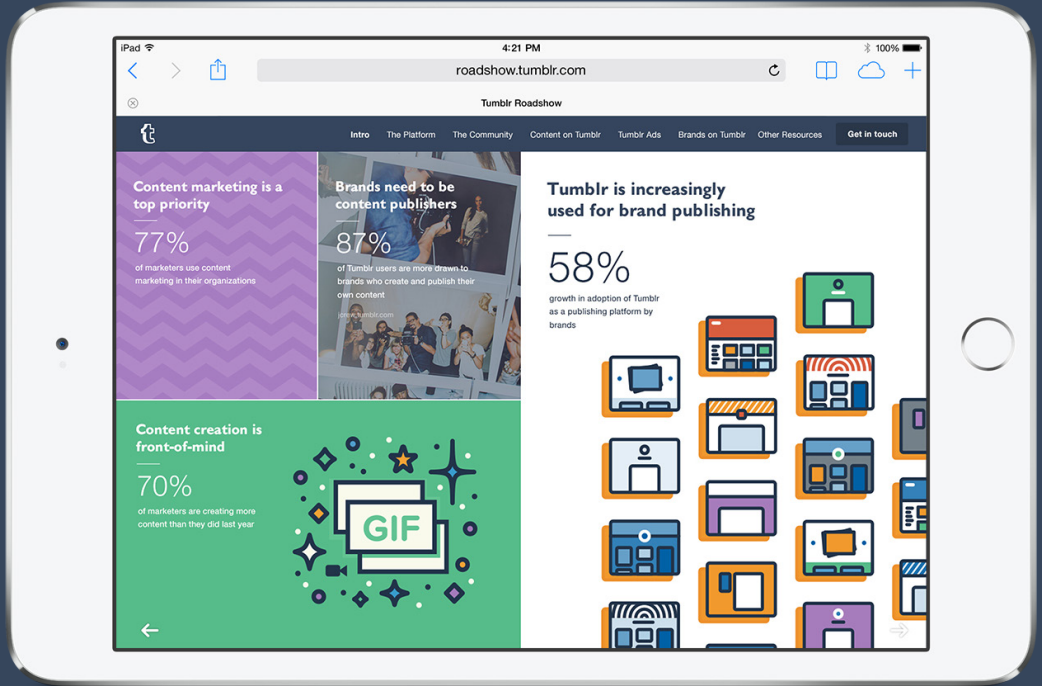 iPad
4:21 PM
100%
roadshow.tumblr.com
Tumblr Roadshow
t
Intro
The Platform
The Community
Content on Tumblr
Tumblr Ads
Brands on Tumblr
Other Resources
Get in touch
Content marketing is a
top priority
77%
of marketers use content
marketing in their organizations
Brands need to be
content publishers
87%
of Tumblr users are more drawn to
brands who create and publish their
own content
Tumblr is increasingly
used for brand publishing
58%
growth in adoption of Tumblr
as a publishing platform by
brands
Content creation is
front-of-mind
70%
of marketers are creating more
content than they did last year
GIF